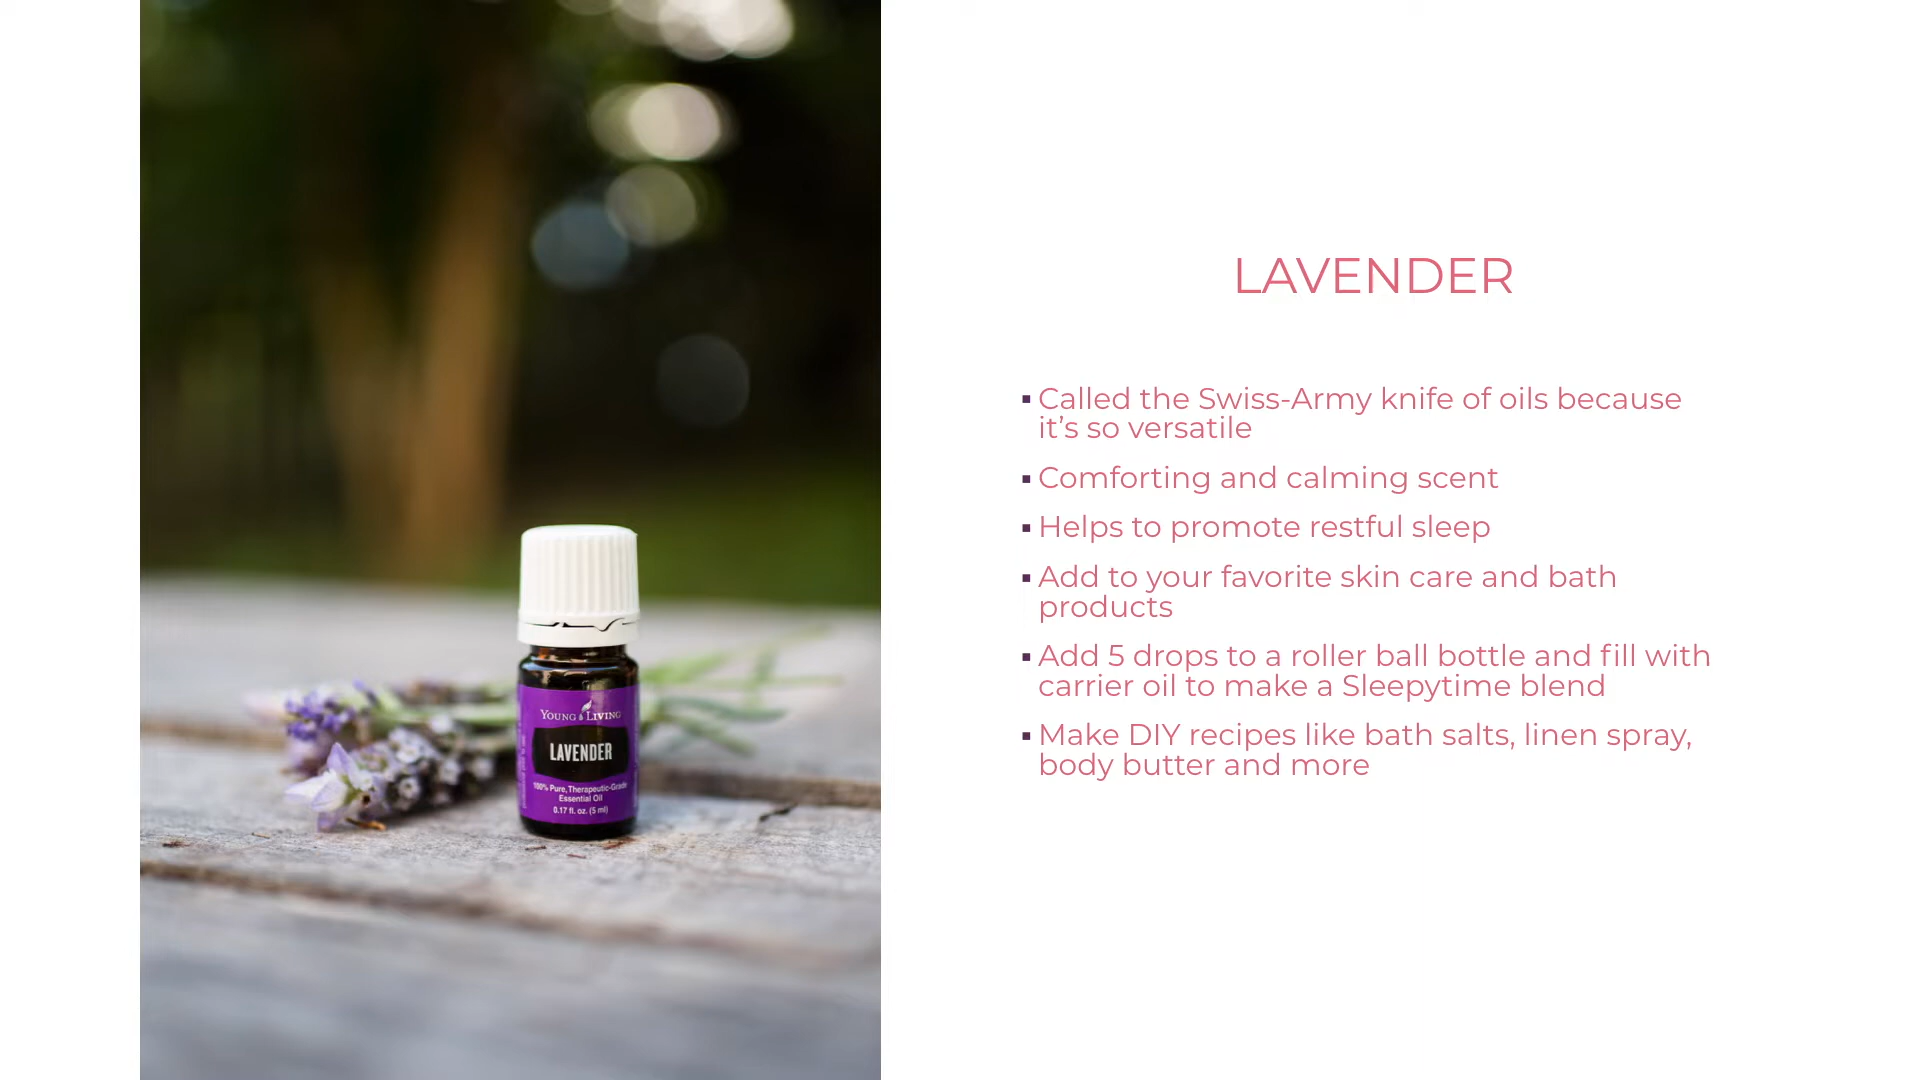 LAVENDER
▪ Called the Swiss-Army knife of oils because
it’s so versatile
▪ Comforting and calming scent
▪ Helps to promote restful sleep
▪ Add to your favorite skin care and bath
products
▪ Add 5 drops to a roller ball bottle and fill with
carrier oil to make a Sleepytime blend
▪ Make DIY recipes like bath salts, linen spray,
body butter and more
YOUNG LIVING
LAVENDER
100% Pure, Therapeutic-Grade
Essential Oil
0.17 fl. oz. (5 ml)